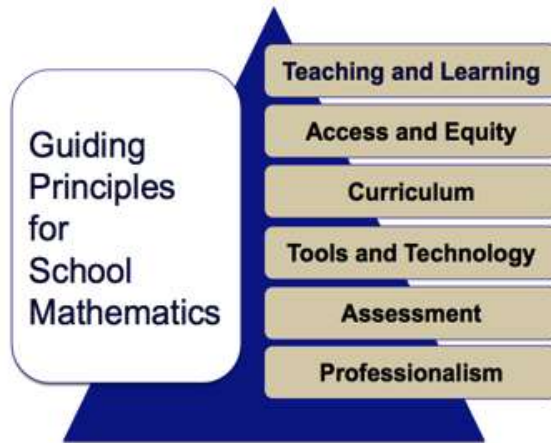 Guiding
Principles
for
School
Mathematics
Teaching and Learning
Access and Equity
Curriculum
Tools and Technology
Assessment
Professionalism